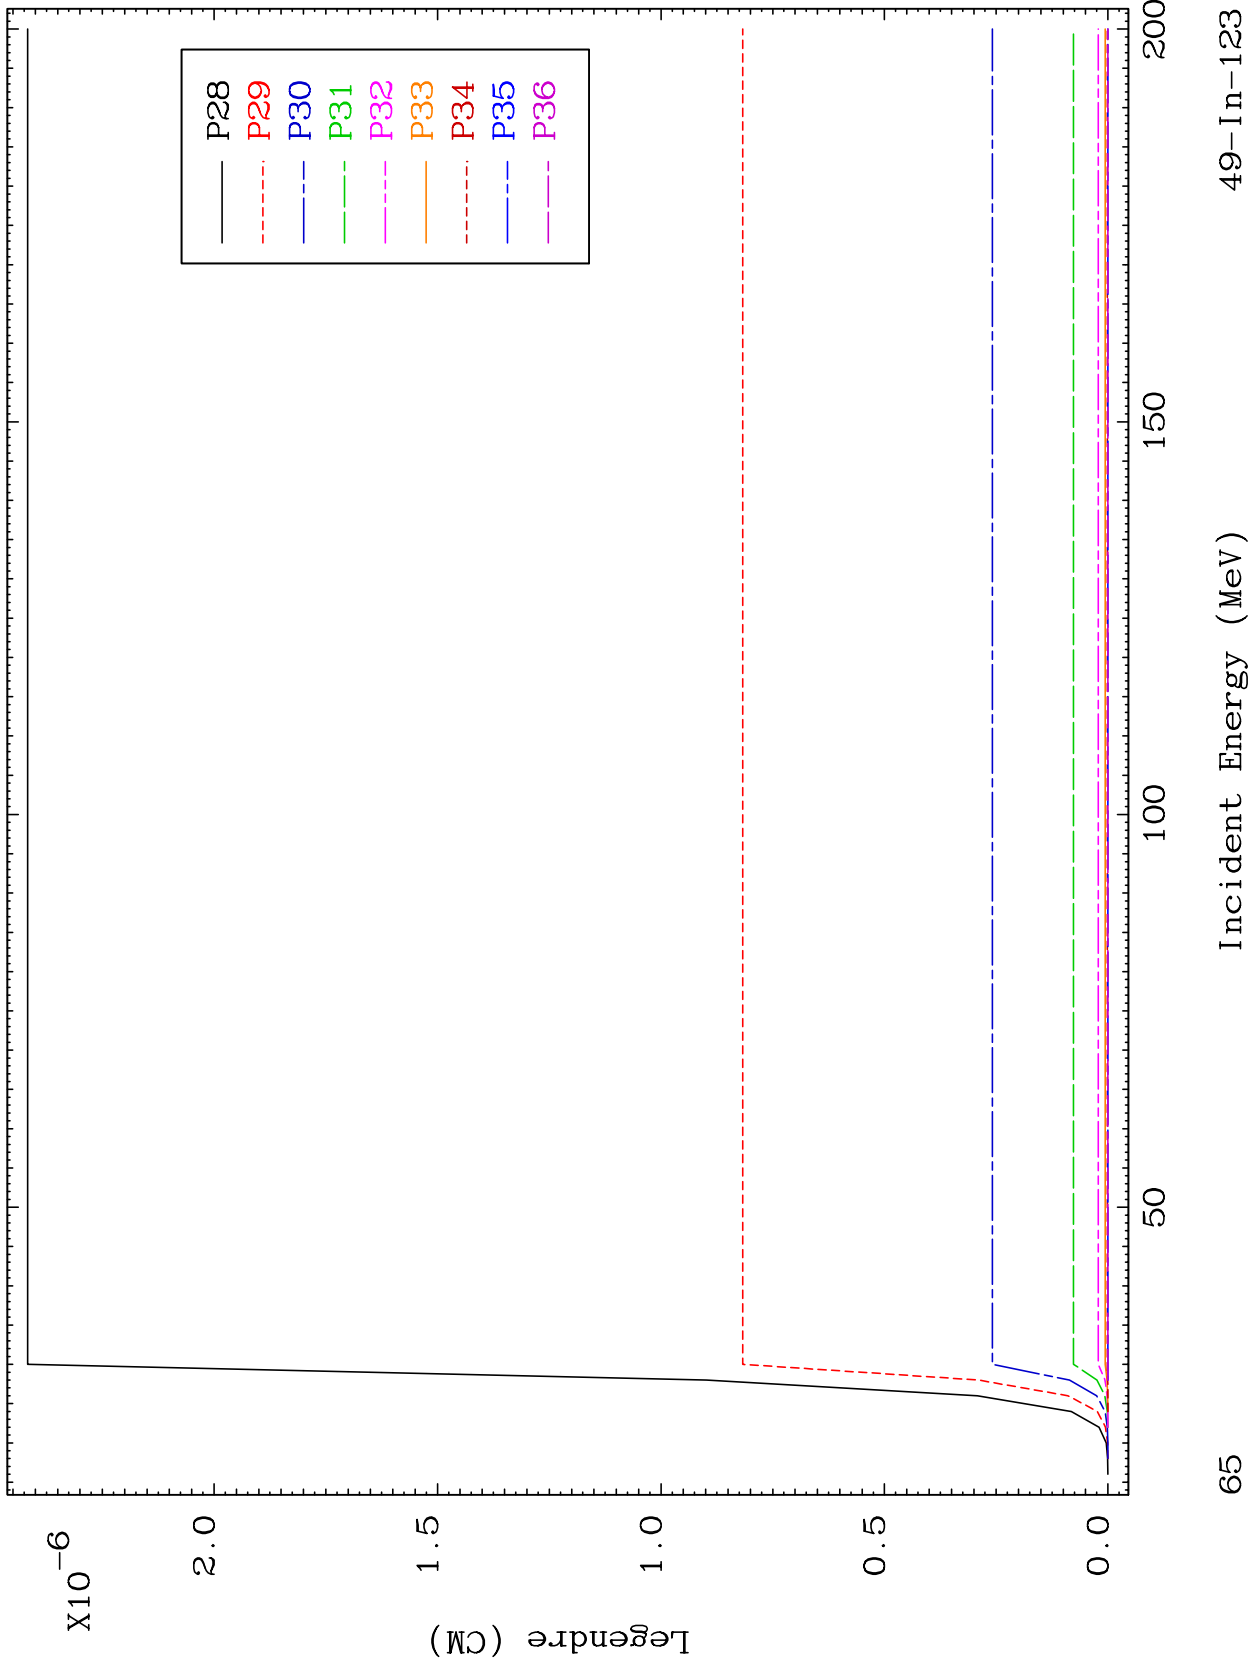 X10-6
2.0
1.5
1.0
0.5
0.0
Legendre (CM)
P28
P29
P30
P31
P32
P33
P34
P35
P36
50
100
150
200
Incident Energy (MeV)
65
49-In-123